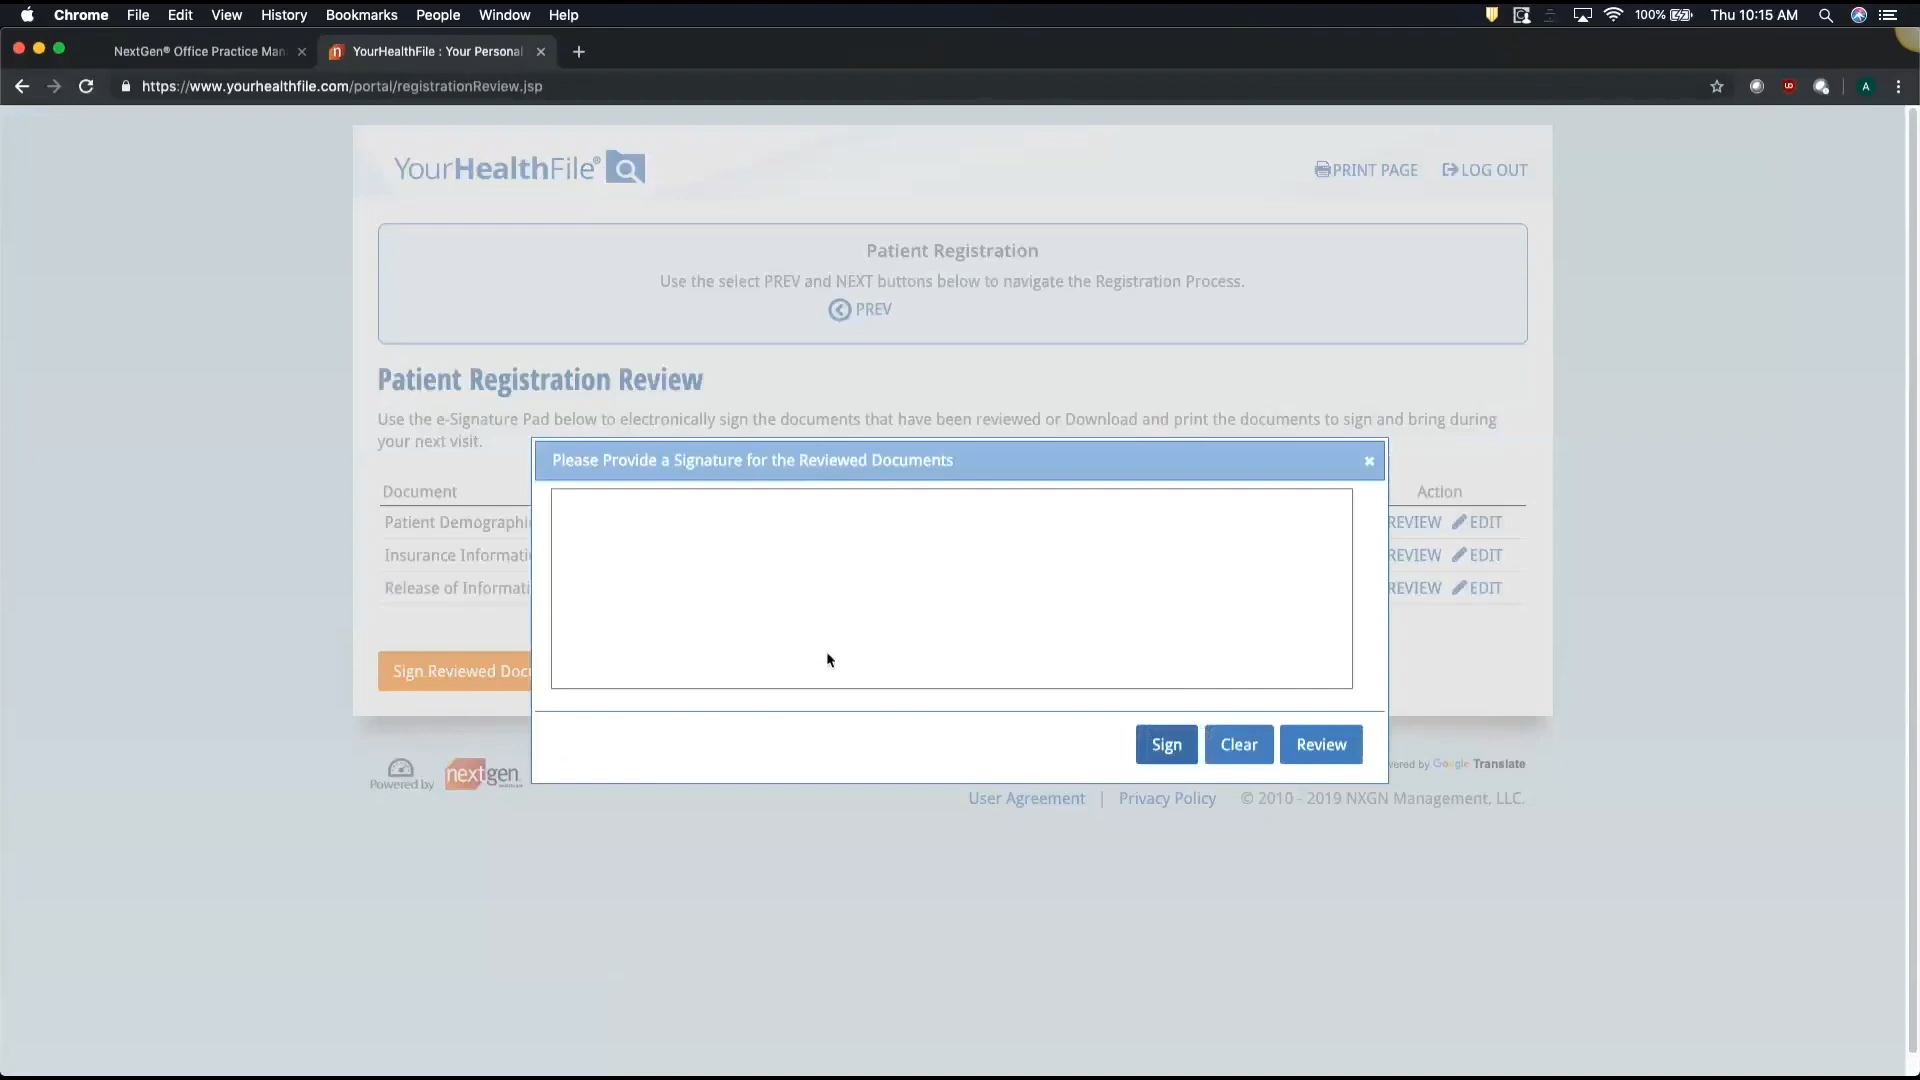 Chrome File Edit View History Bookmarks People Window Help 100% Thu 10:15 AM
NextGen® Office Practice Man YourHealthFile : Your Personal
https://www.yourhealthfile.com/portal/registrationReview.jsp
YourHealthFile®
PRINT PAGE LOG OUT
Patient Registration
Use the select PREV and NEXT buttons below to navigate the Registration Process.
PREV
Patient Registration Review
Use the e-Signature Pad below to electronically sign the documents that have been reviewed or Download and print the documents to sign and bring during
your next visit.
Please Provide a Signature for the Reviewed Documents
Document Action
Patient Demographi REVIEW EDIT
Insurance Informati REVIEW EDIT
Release of Informati REVIEW EDIT
Sign Reviewed Docu
Sign Clear Review
Powered by nextgen wered by Google Translate
User Agreement | Privacy Policy © 2010 - 2019 NXGN Management, LLC.